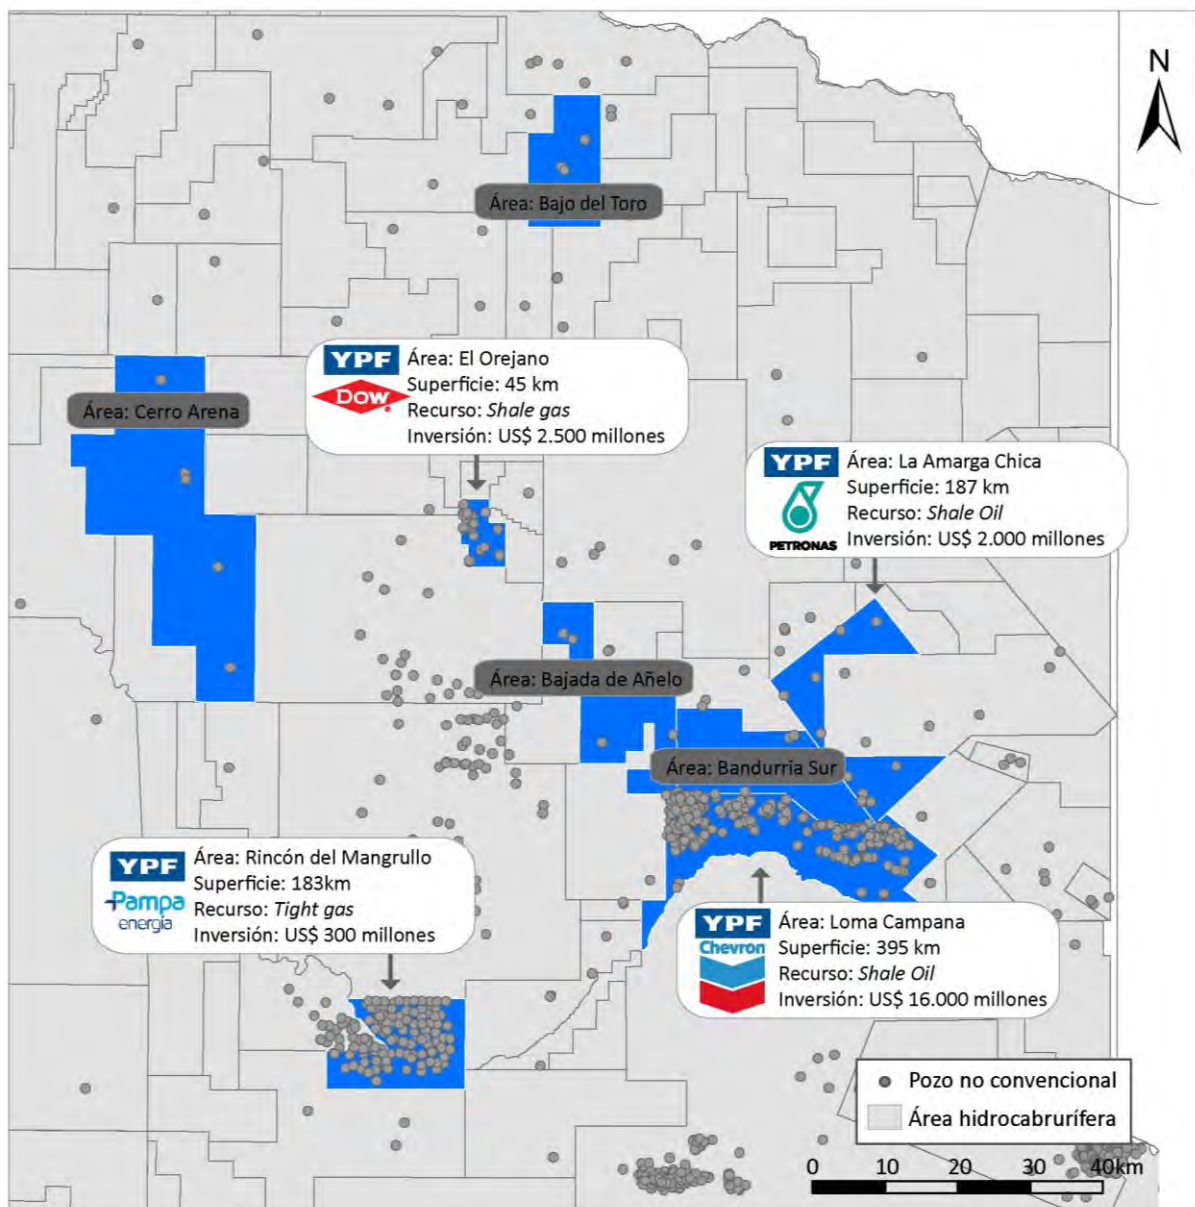 N
Área: Bajo del Toro
YPF
DOW
Área: El Orejano
Superficie: 45 km
Recurso: Shale gas
Inversión: US$ 2.500 millones
Área: Cerro Arena
YPF
PETRONAS
Área: La Amarga Chica
Superficie: 187 km
Recurso: Shale Oil
Inversión: US$ 2.000 millones
Área: Bajada de Añelo
Área: Bandurria Sur
YPF
Pampa
energía
Área: Rincón del Mangrullo
Superficie: 183km
Recurso: Tight gas
Inversión: US$ 300 millones
YPF
Chevron
Área: Loma Campana
Superficie: 395 km
Recurso: Shale Oil
Inversión: US$ 16.000 millones
Pozo no convencional
Área hidrocabrurífera
0 10 20 30 40km